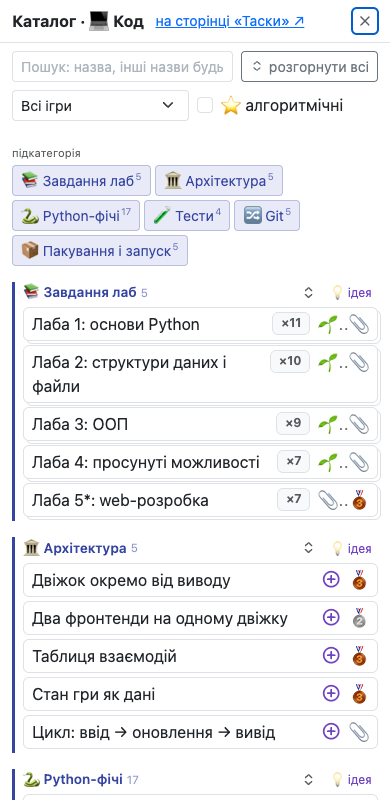 Каталог · 💻 Код на сторінці «Таски» ↗ ×
Пошук: назва, інші назви будь
розгорнути всі
Всі ігри ⭐ алгоритмічні
підкатегорія
📚 Завдання лаб 5 🏛️ Архітектура 5
🐍 Python-фічі 17 🧪 Тести 4 🔀 Git 5
📦 Пакування і запуск 5
📚 Завдання лаб 5 💡 ідея
Лаба 1: основи Python ×11 🌱..📎
Лаба 2: структури даних і ×10 🌱..📎
файли
Лаба 3: ООП ×9 🌱..📎
Лаба 4: просунуті можливості ×7 🌱..📎
Лаба 5*: web-розробка ×7 📎..🥉
🏛️ Архітектура 5 💡 ідея
Двіжок окремо від виводу ⊕ 🥉
Два фронтенди на одному двіжку ⊕ 🥈
Таблиця взаємодій ⊕ 🥉
Стан гри як дані ⊕ 🥉
Цикл: ввід → оновлення → вивід ⊕ 📎
🐍 Python-фічі 17 💡 ідея